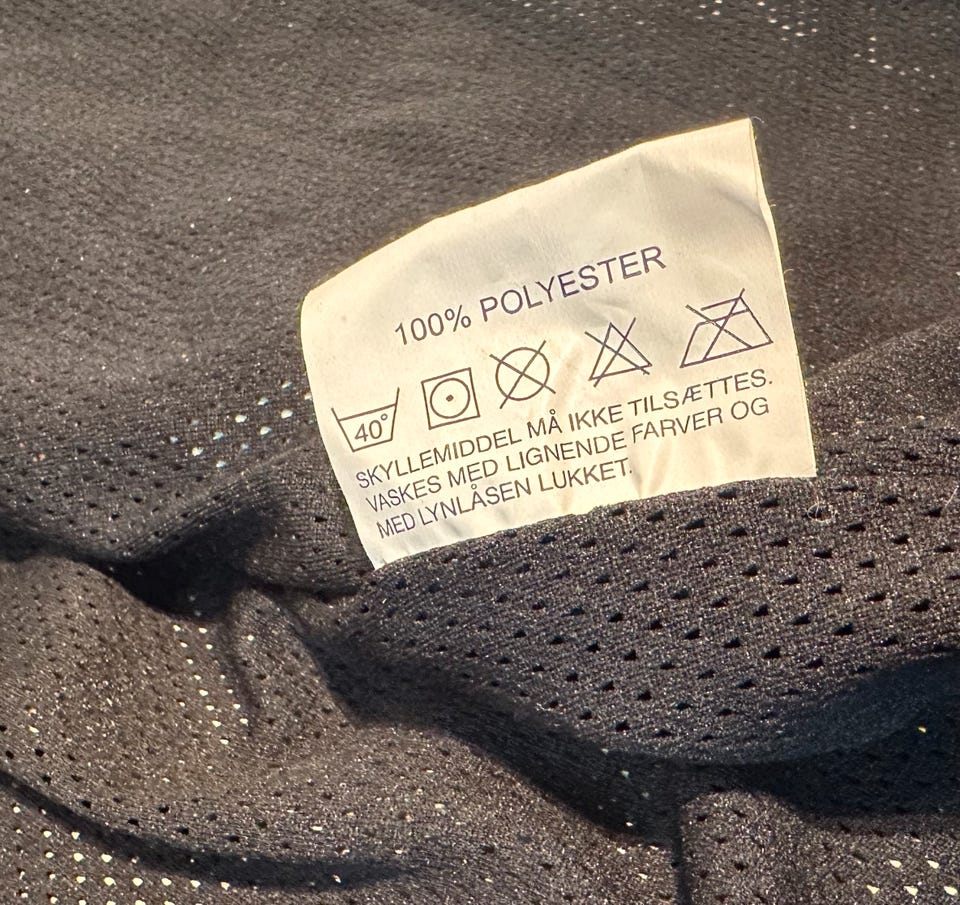 100% POLYESTER
40°
SKYLLEMIDDEL MÅ IKKE TILSÆTTES.
VASKES MED LIGNENDE FARVER OG
MED LYNLÅSEN LUKKET.